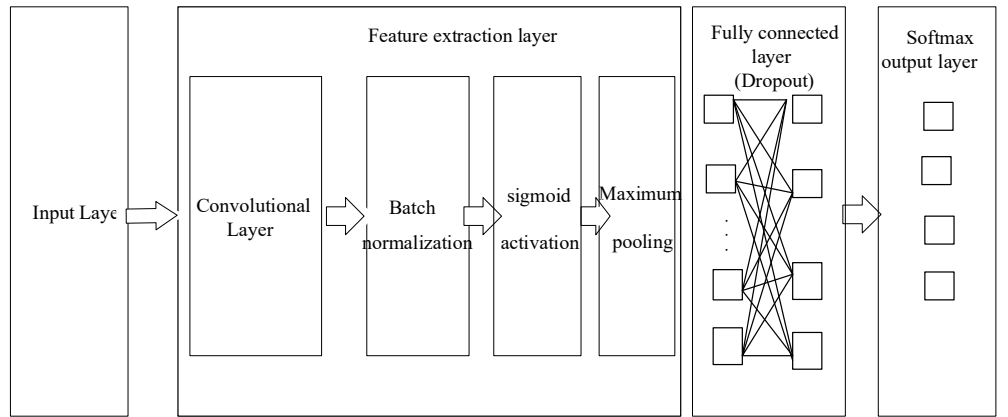 Feature extraction layer
Fully connected
layer
(Dropout)
Softmax
output layer
Input Laye
Convolutional
Layer
Batch
normalization
sigmoid
activation
Maximum
pooling
.
.
.